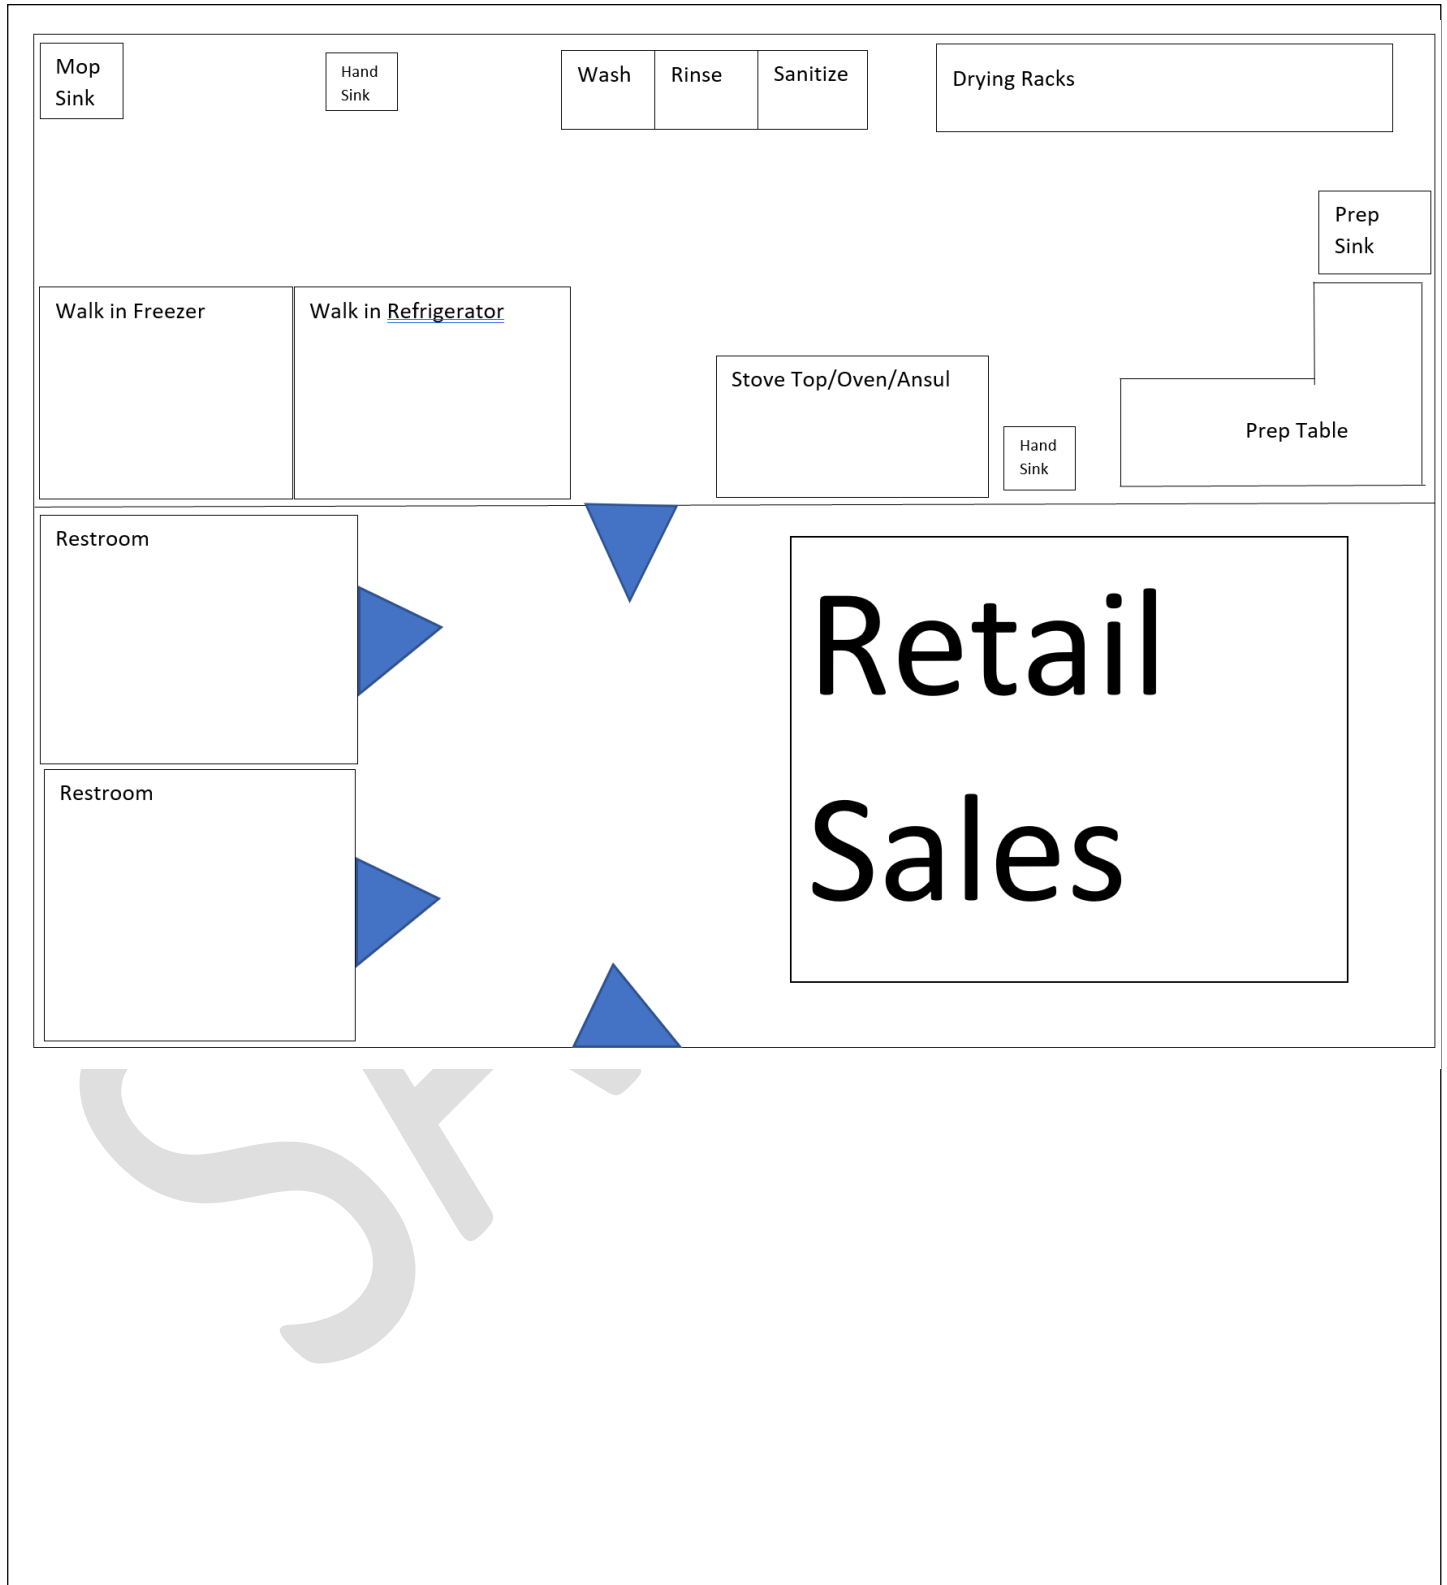 Mop
Sink
Hand
Sink
Wash
Rinse
Sanitize
Drying Racks
Prep
Sink
Walk in Freezer
Walk in Refrigerator
Stove Top/Oven/Ansul
Hand
Sink
Prep Table
Restroom
Retail
Sales
Restroom